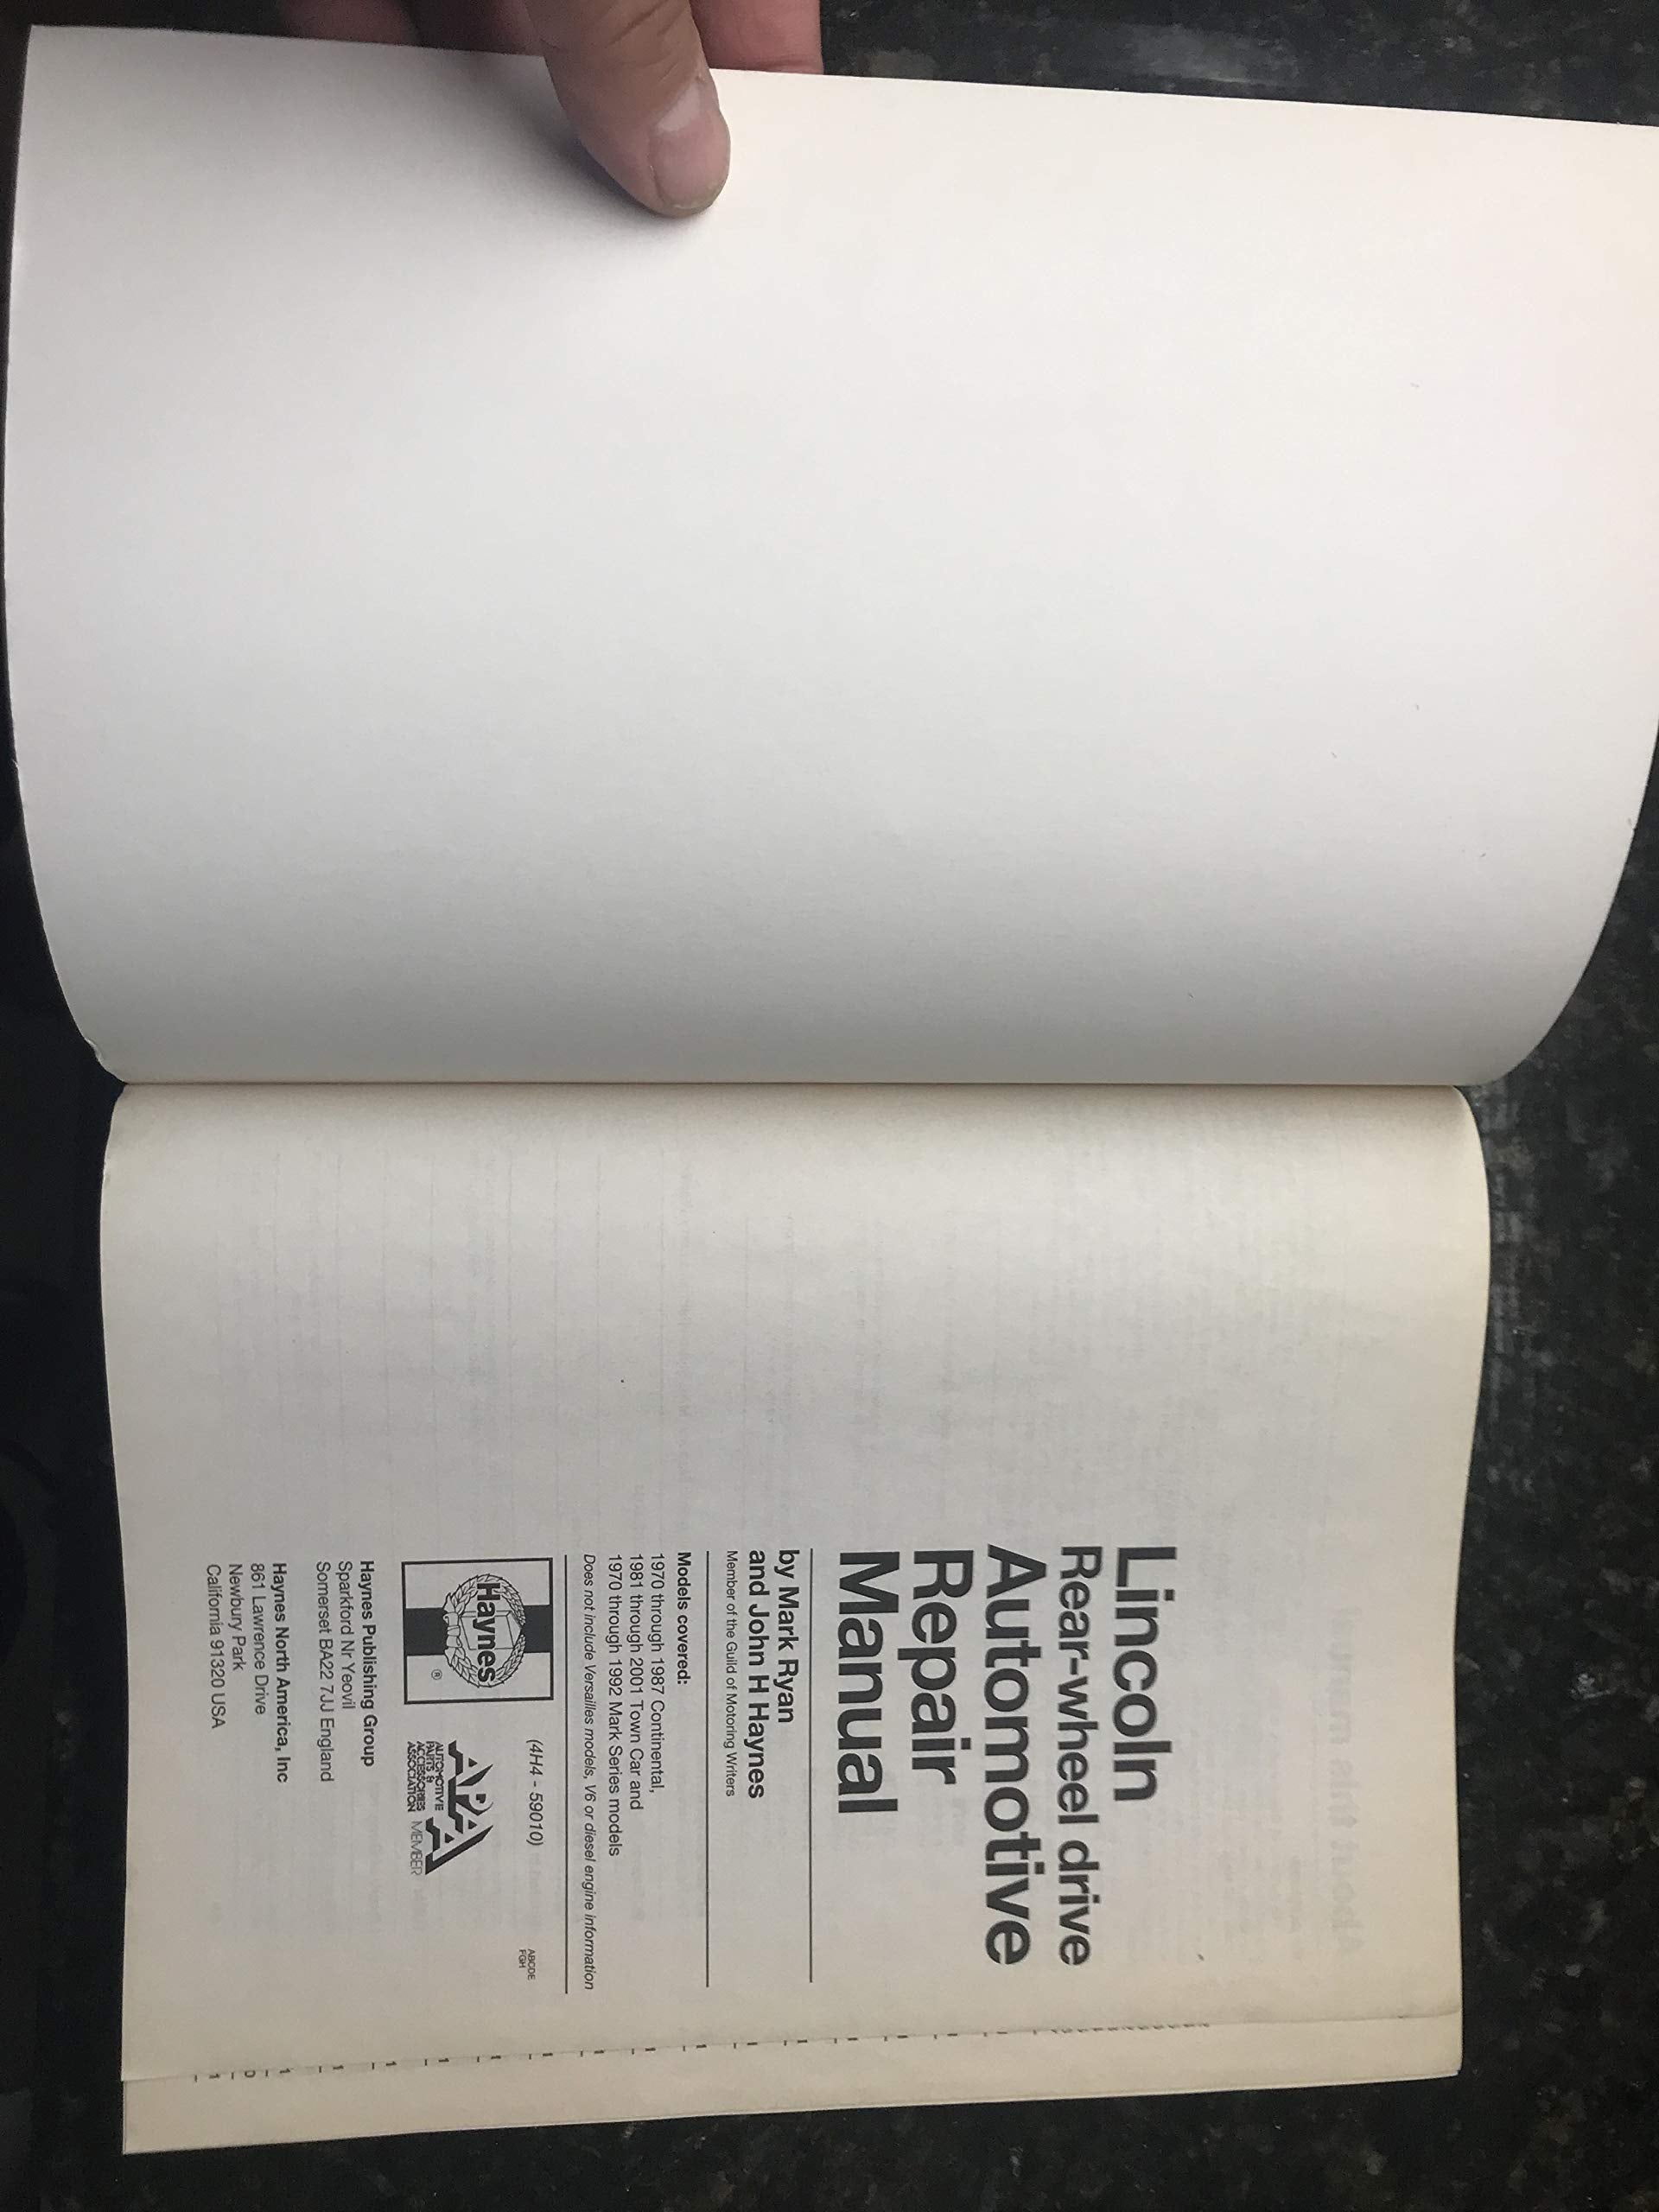 Lincoln
Rear-wheel drive
Automotive
Repair
Manual
by Mark Ryan
and John H Haynes
Member of the Guild of Motoring Writers
Models covered:
1970 through 1987 Continental,
1981 through 2001 Town Car and
1970 through 1992 Mark Series models
Does not include Versailles models, V6 or diesel engine information
ABCDE
FGH
(4H4 - 59010)
Haynes
®
APAA
AUTOMOTIVE
PARTS &
ACCESSORIES
ASSOCIATION MEMBER
Haynes Publishing Group
Sparkford Nr Yeovil
Somerset BA22 7JJ England
Haynes North America, Inc
861 Lawrence Drive
Newbury Park
California 91320 USA